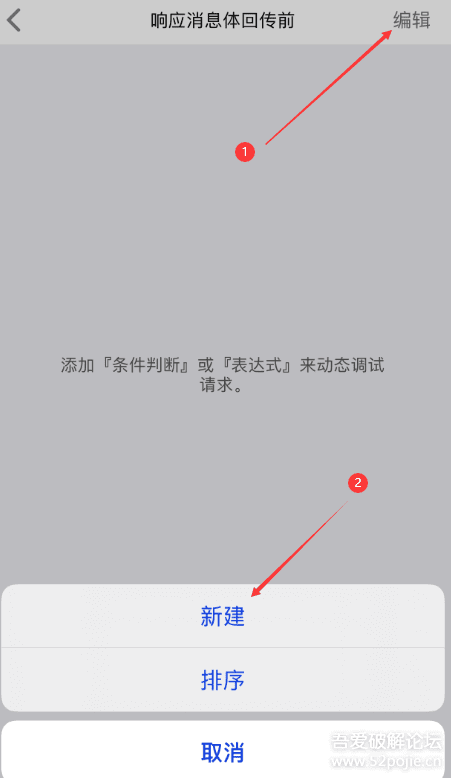 响应消息体回传前
编辑
1
添加『条件判断』或『表达式』来动态调试
请求。
2
新建
排序
取消
吾爱破解论坛
www.52pojie.cn